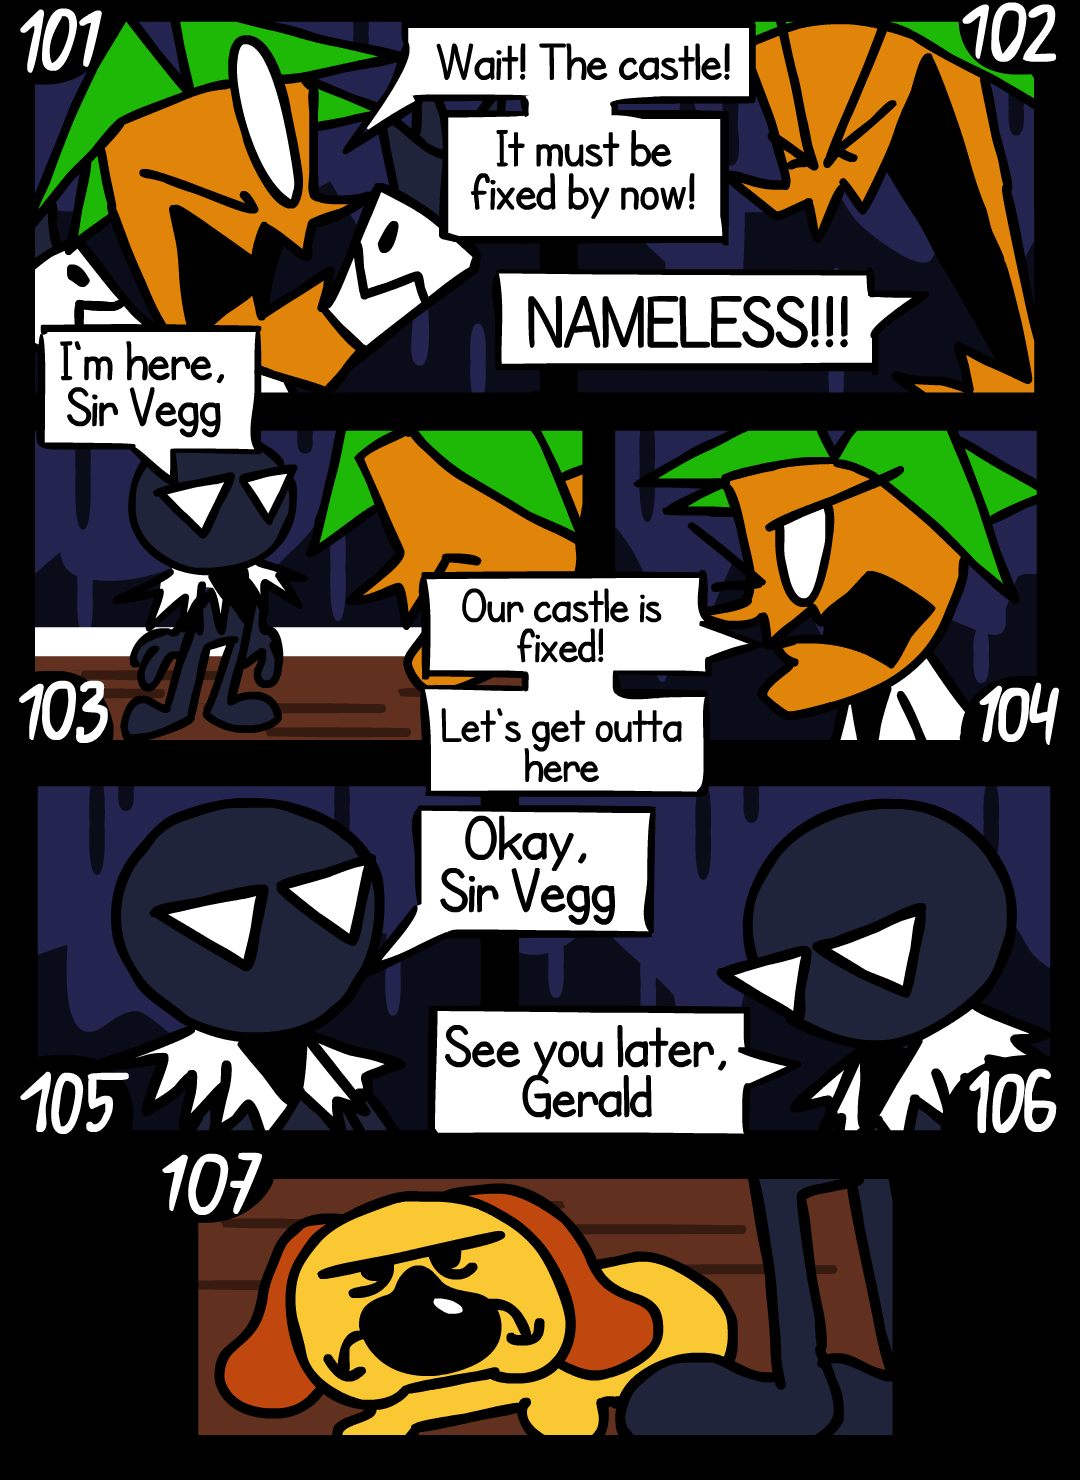 101
Wait! The castle!
It must be
fixed by now!
102
NAMELESS!!!
I'm here,
Sir Vegg
103
Our castle is
fixed!
Let's get outta
here
104
Okay,
Sir Vegg
105
See you later,
Gerald
106
107